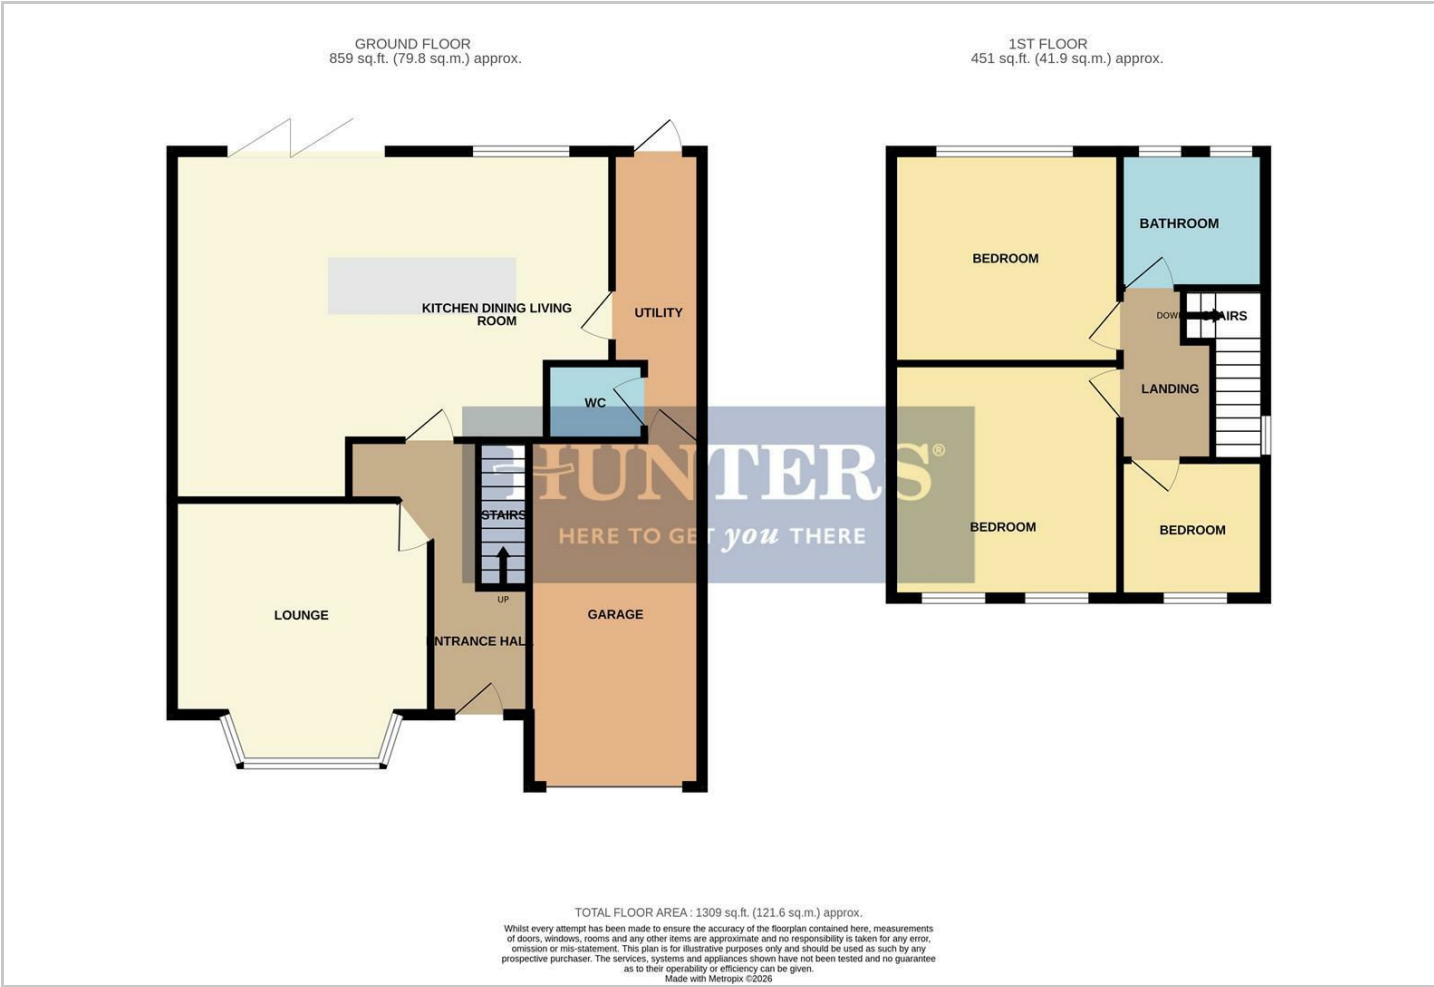 GROUND FLOOR
859 sq.ft. (79.8 sq.m.) approx.
1ST FLOOR
451 sq.ft. (41.9 sq.m.) approx.
KITCHEN DINING LIVING
ROOM
UTILITY
WC
STAIRS
UP
LOUNGE
ENTRANCE HALL
GARAGE
BEDROOM
BATHROOM
DOWN
STAIRS
LANDING
BEDROOM
BEDROOM
HUNTERS®
HERE TO GET you THERE
TOTAL FLOOR AREA : 1309 sq.ft. (121.6 sq.m.) approx.
Whilst every attempt has been made to ensure the accuracy of the floorplan contained here, measurements
of doors, windows, rooms and any other items are approximate and no responsibility is taken for any error,
omission or mis-statement. This plan is for illustrative purposes only and should be used as such by any
prospective purchaser. The services, systems and appliances shown have not been tested and no guarantee
as to their operability or efficiency can be given.
Made with Metropix ©2026